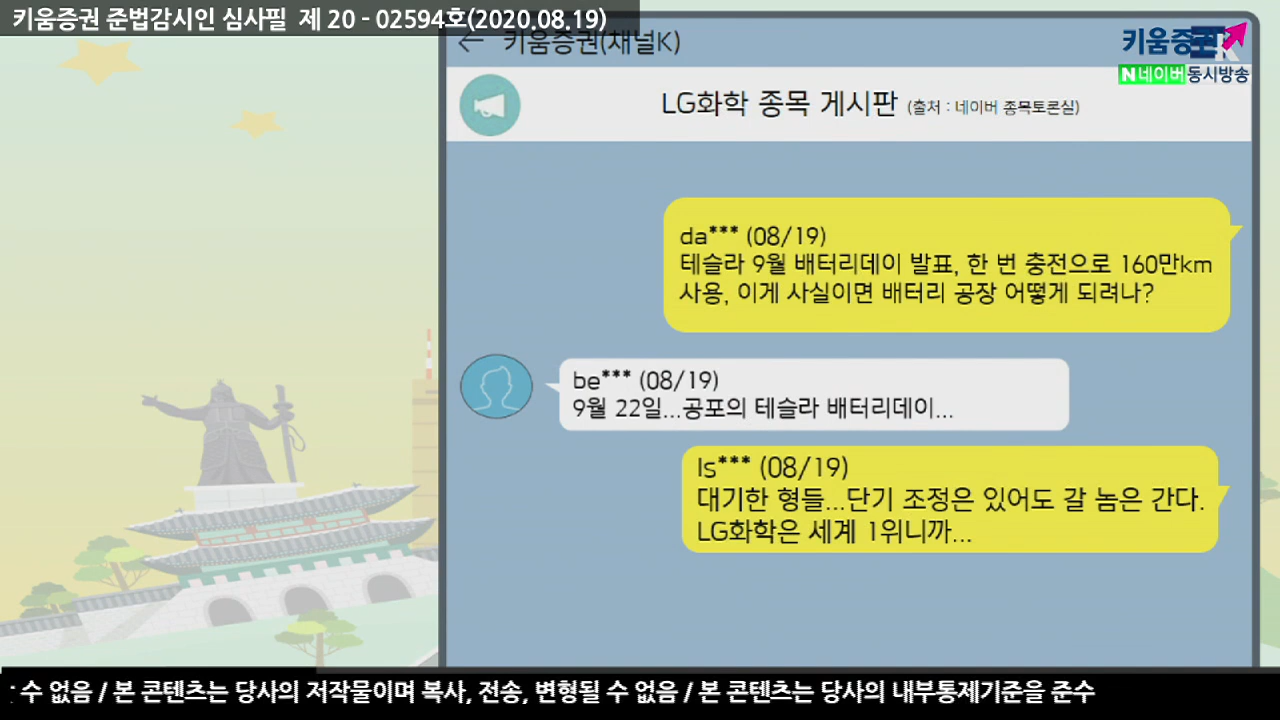 키움증권 준법감시인 심사필 제 20 - 02594호(2020.08.19)
← 키움증권(채널K)
키움증권
N 네이버 동시방송
LG화학 종목 게시판 (출처 : 네이버 종목토론실)
da*** (08/19)
테슬라 9월 배터리데이 발표, 한 번 충전으로 160만km
사용, 이게 사실이면 배터리 공장 어떻게 되려나?
be*** (08/19)
9월 22일...공포의 테슬라 배터리데이...
ls*** (08/19)
대기한 형들...단기 조정은 있어도 갈 놈은 간다.
LG화학은 세계 1위니까...
수 없음 / 본 콘텐츠는 당사의 저작물이며 복사, 전송, 변형될 수 없음 / 본 콘텐츠는 당사의 내부통제기준을 준수